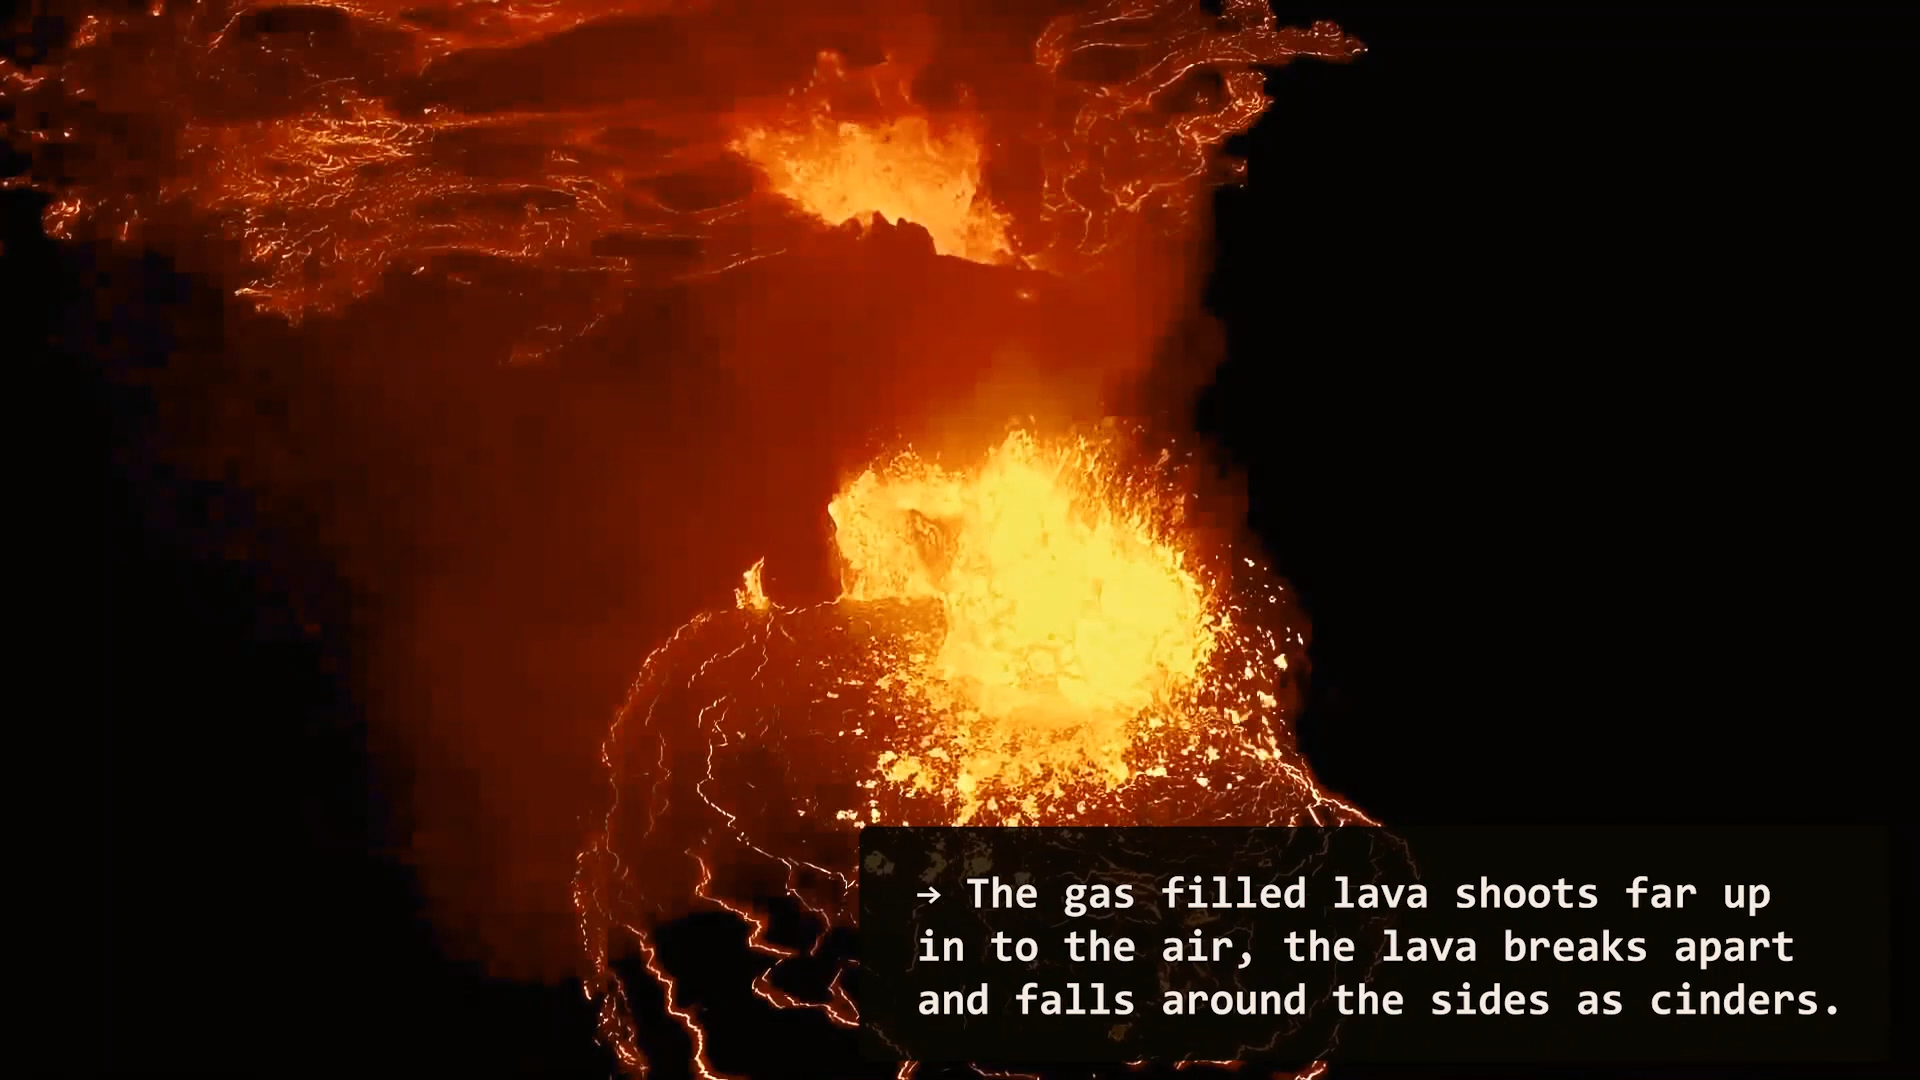 → The gas filled lava shoots far up
in to the air, the lava breaks apart
and falls around the sides as cinders.